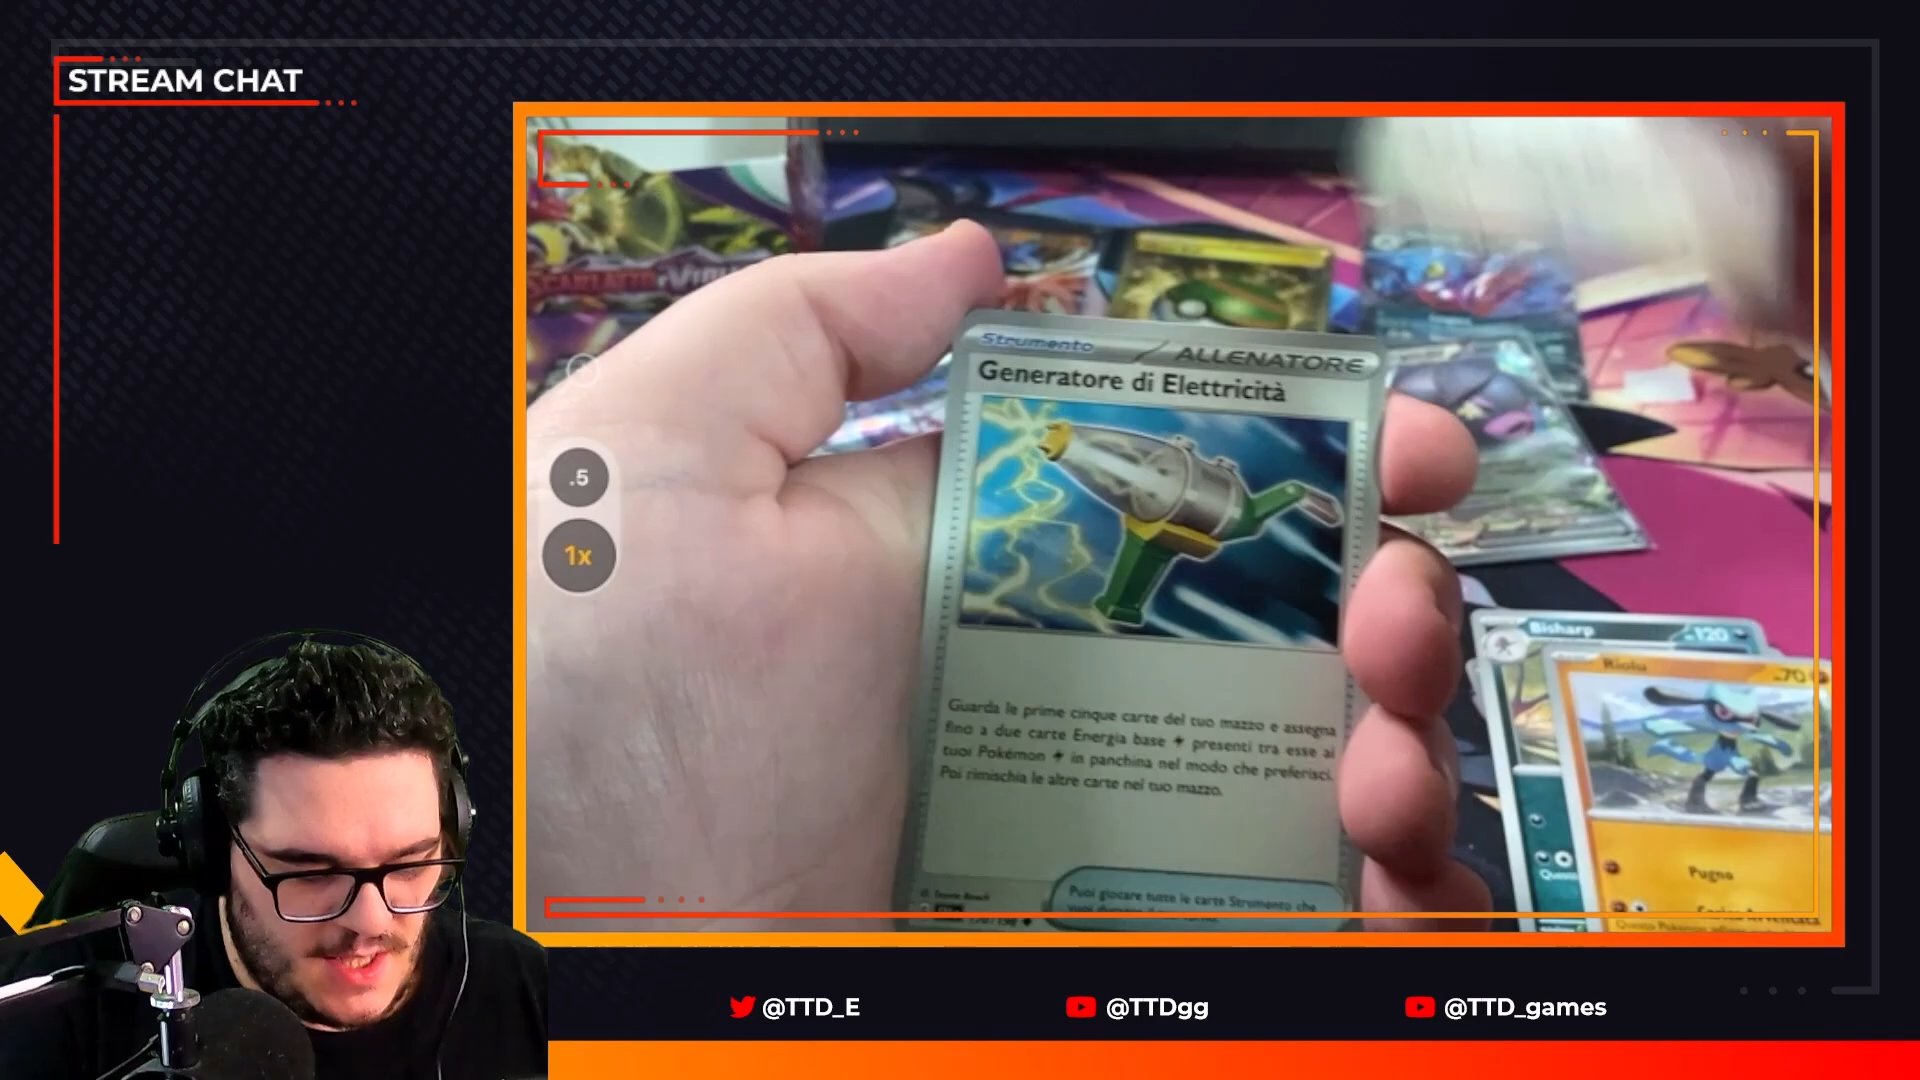 STREAM CHAT
SCARLATTO
Strumento
ALLENATORE
Generatore di Elettricità
.5
1x
Guarda le prime cinque carte del tuo mazzo e assegna
fino a due carte Energia base presenti tra esse ai
tuoi Pokémon in panchina nel modo che preferisci.
Poi rimischia le altre carte nel tuo mazzo.
Puoi giocare tutte le carte Strumento che
Bisharp
120
Riolu
70
Pugno
@TTD_E
@TTDgg
@TTD_games